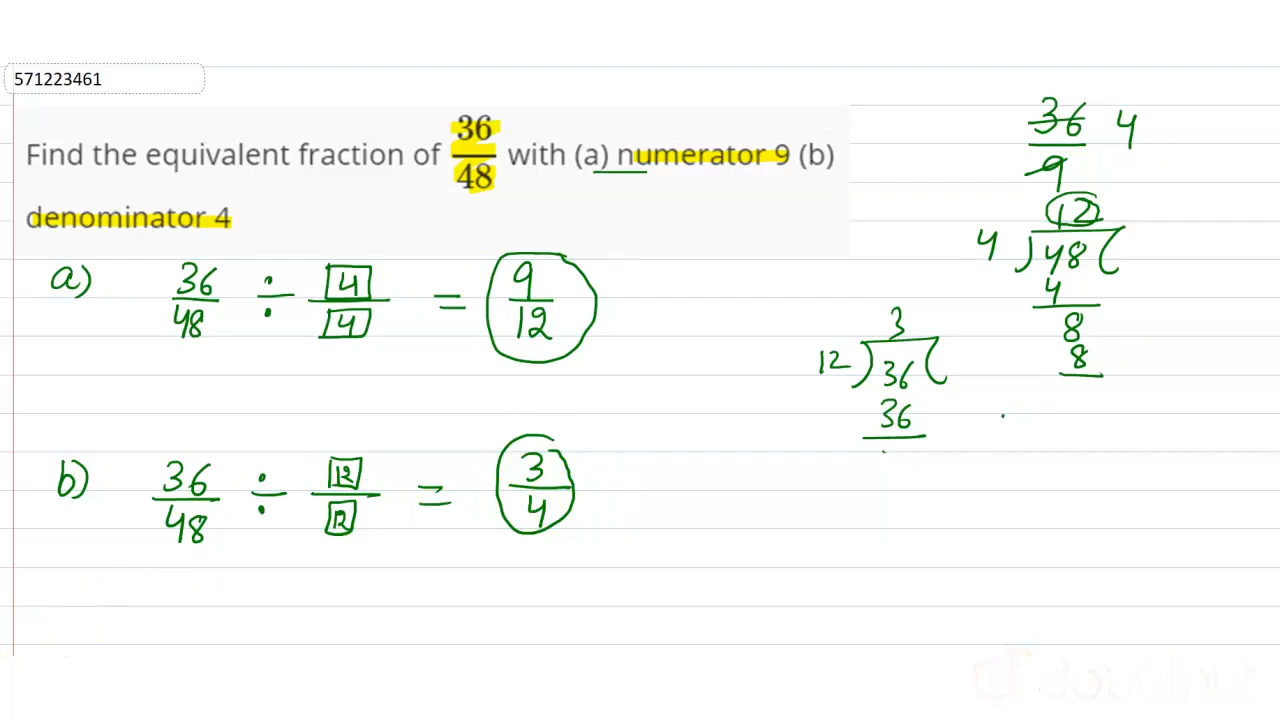 571223461
Find the equivalent fraction of 36/48 with (a) numerator 9 (b)
denominator 4
a) 36/48 ÷ 4/4 = 9/12
b) 36/48 ÷ 12/12 = 3/4
36 4
9
12
4 ) 48 (
4
8
8
3
12 ) 36 (
36
doubtnut